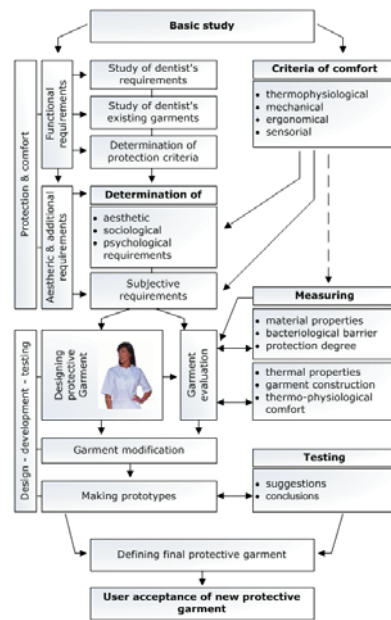 Basic study
Protection & comfort
Functional
requirements
Study of dentist's
requirements
Study of dentist's
existing garments
Determination of
protection criteria
Criteria of comfort
• thermophysiological
• mechanical
• ergonomical
• sensorial
Aestheric & additional
requirements
Determination of
• aesthetic
• sociological
• psychological
requirements
Subjective
requirements
Measuring
• material properties
• bacteriological barrier
• protection degree
• thermal properties
• garment construction
• thermo-physiological
comfort
Design - development - testing
Designing
protective
Garment
Garment
evaluation
Garment modification
Making prototypes
Testing
• suggestions
• conclusions
Defining final protective garment
User acceptance of new protective
garment